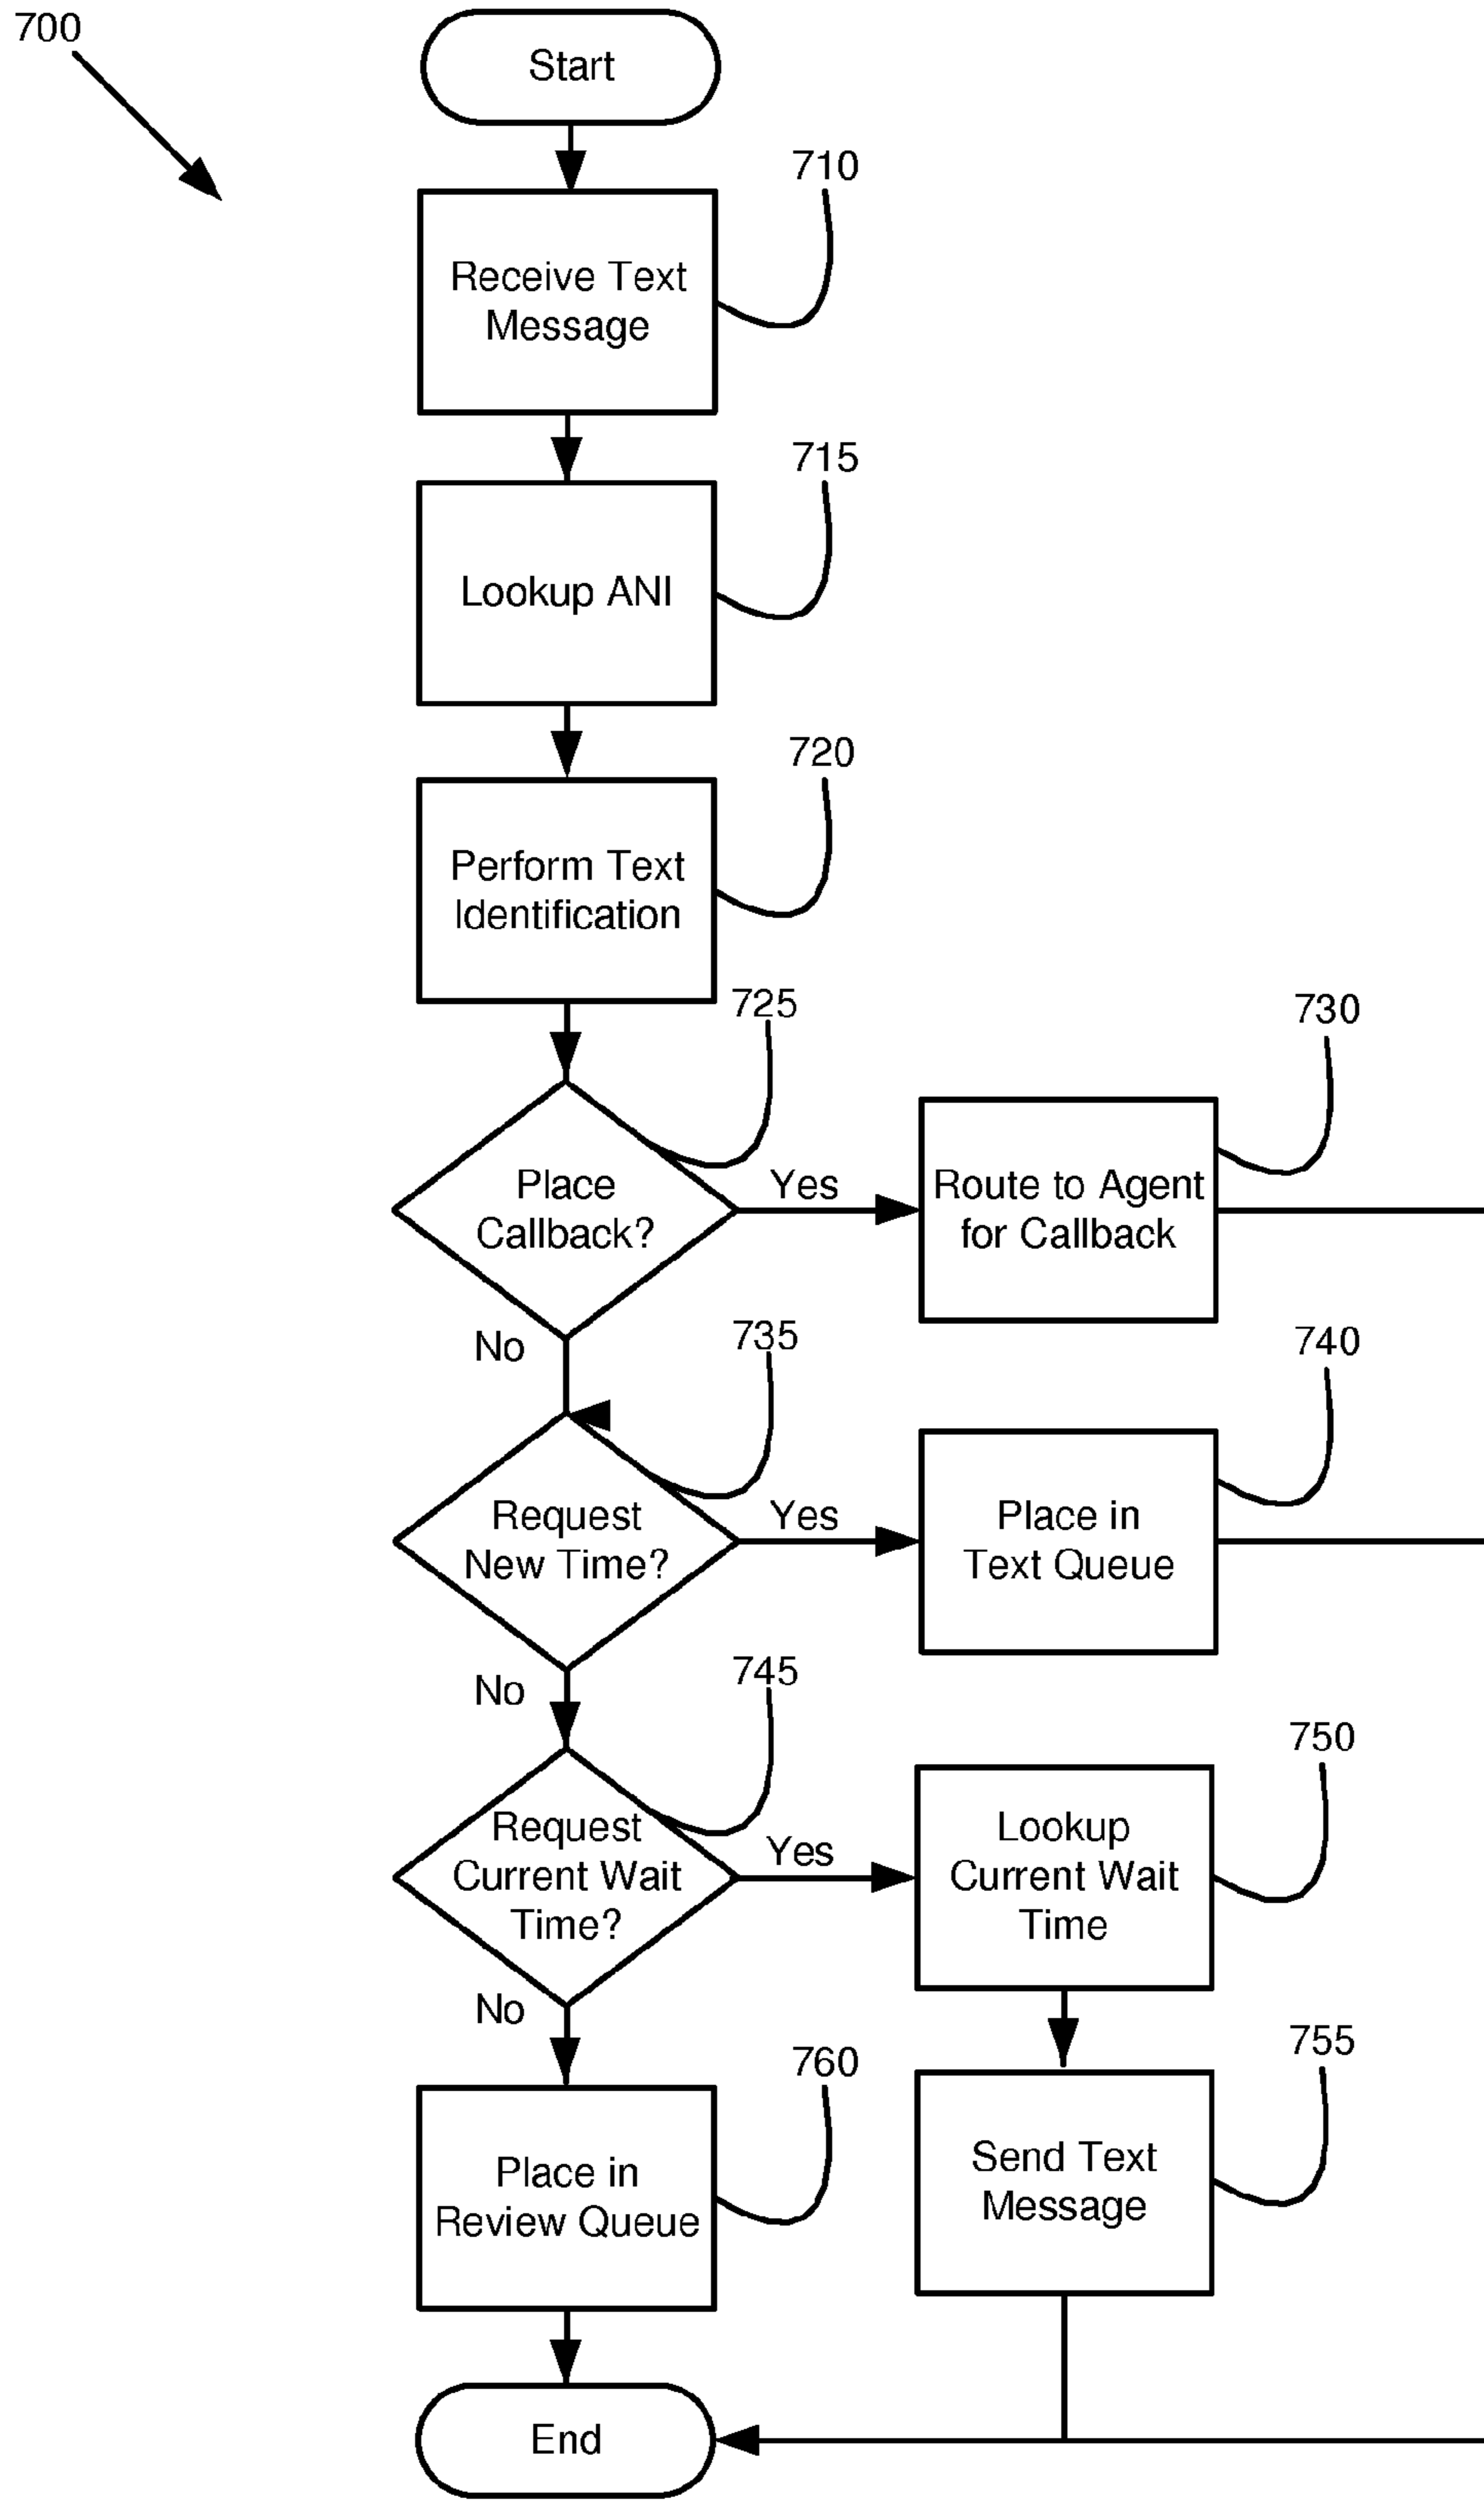 700
Start
710
Receive Text
Message
715
Lookup ANI
720
Perform Text
Identification
725
730
Place
Callback?
Yes
Route to Agent
for Callback
No
735
740
Request
New Time?
Yes
Place in
Text Queue
No
745
750
Request
Current Wait
Time?
Yes
Lookup
Current Wait
Time
No
760
755
Place in
Review Queue
Send Text
Message
End